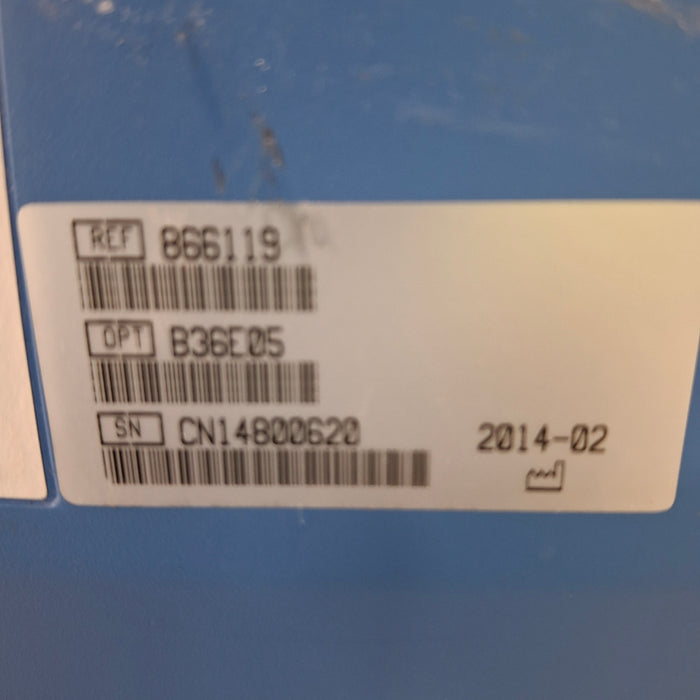 REF 866119
OPT B36E05
SN CN14800620
2014-02